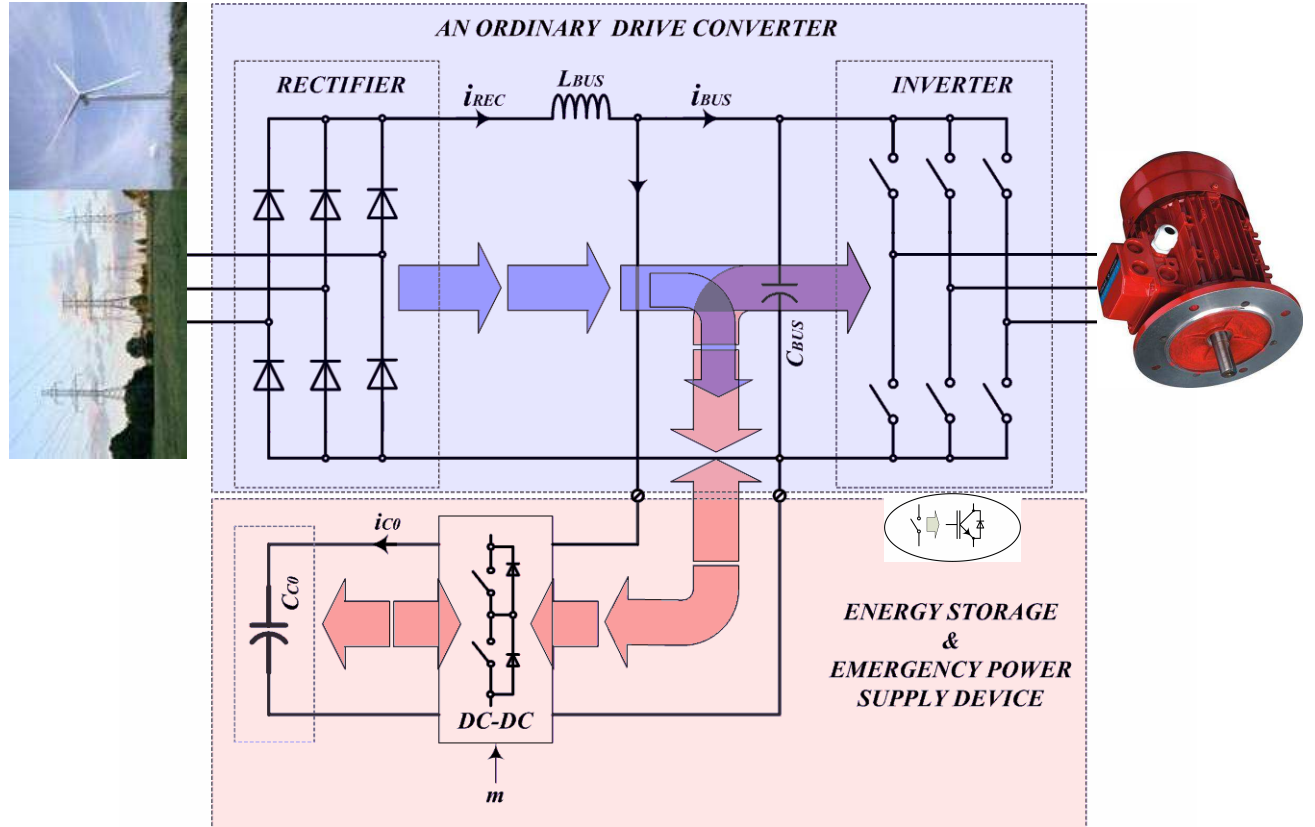 AN ORDINARY DRIVE CONVERTER
RECTIFIER
iREC
LBUS
iBUS
INVERTER
CBUS
iC0
CC0
DC-DC
m
ENERGY STORAGE
&
EMERGENCY POWER
SUPPLY DEVICE